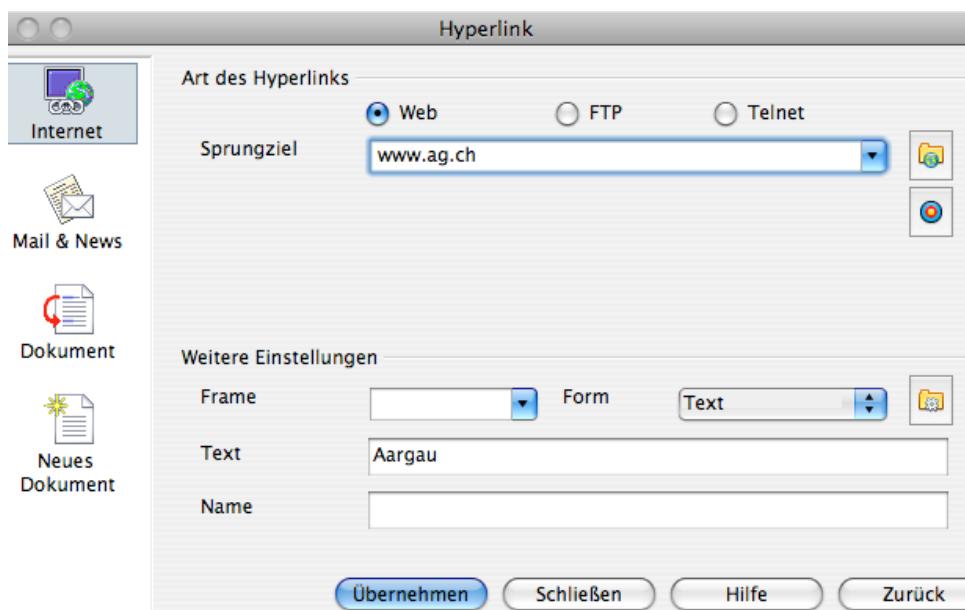 Hyperlink
Internet
Mail & News
Dokument
Neues
Dokument
Art des Hyperlinks
Web FTP Telnet
Sprungziel www.ag.ch
Weitere Einstellungen
Frame Form Text
Text Aargau
Name
Übernehmen Schließen Hilfe Zurück